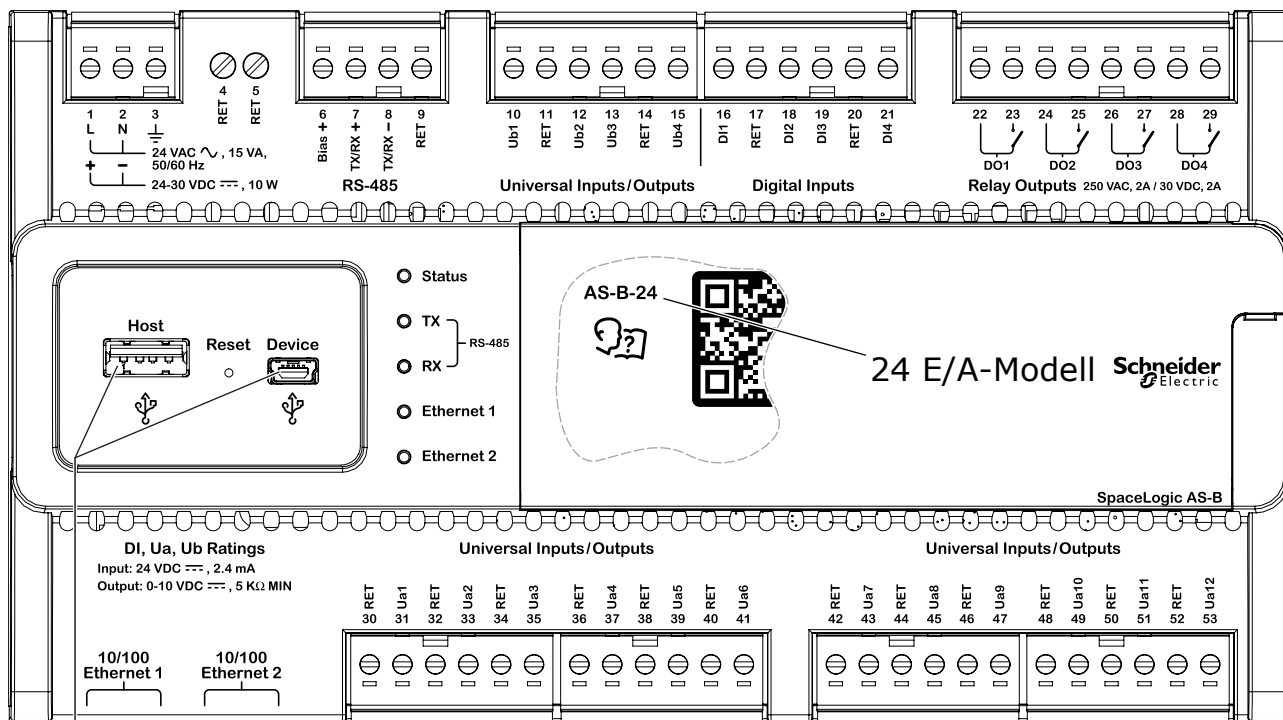 1 2 3 4 5 6 7 8 9 10 11 12 13 14 15 16 17 18 19 20 21 22 23 24 25 26 27 28 29
L N RET RET Bias + TX/RX + TX/RX − RET Ub1 RET Ub2 Ub3 RET Ub4 DI1 RET DI2 DI3 RET DI4
DO1 DO2 DO3 DO4
24 VAC ∿ , 15 VA,
50/60 Hz
+ −
24-30 VDC ⎓ , 10 W
RS-485
Universal Inputs/Outputs
Digital Inputs
Relay Outputs 250 VAC, 2A / 30 VDC, 2A
Host
Reset
Device
Status
TX
RS-485
RX
Ethernet 1
Ethernet 2
AS-B-24
?
24 E/A-Modell
Schneider
Electric
SpaceLogic AS-B
DI, Ua, Ub Ratings
Input: 24 VDC ⎓ , 2.4 mA
Output: 0-10 VDC ⎓ , 5 KΩ MIN
Universal Inputs/Outputs
Universal Inputs/Outputs
RET Ua1 RET Ua2 RET Ua3 RET Ua4 RET Ua5 RET Ua6 RET Ua7 RET Ua8 RET Ua9 RET Ua10 RET Ua11 RET Ua12
30 31 32 33 34 35 36 37 38 39 40 41 42 43 44 45 46 47 48 49 50 51 52 53
10/100
Ethernet 1
10/100
Ethernet 2